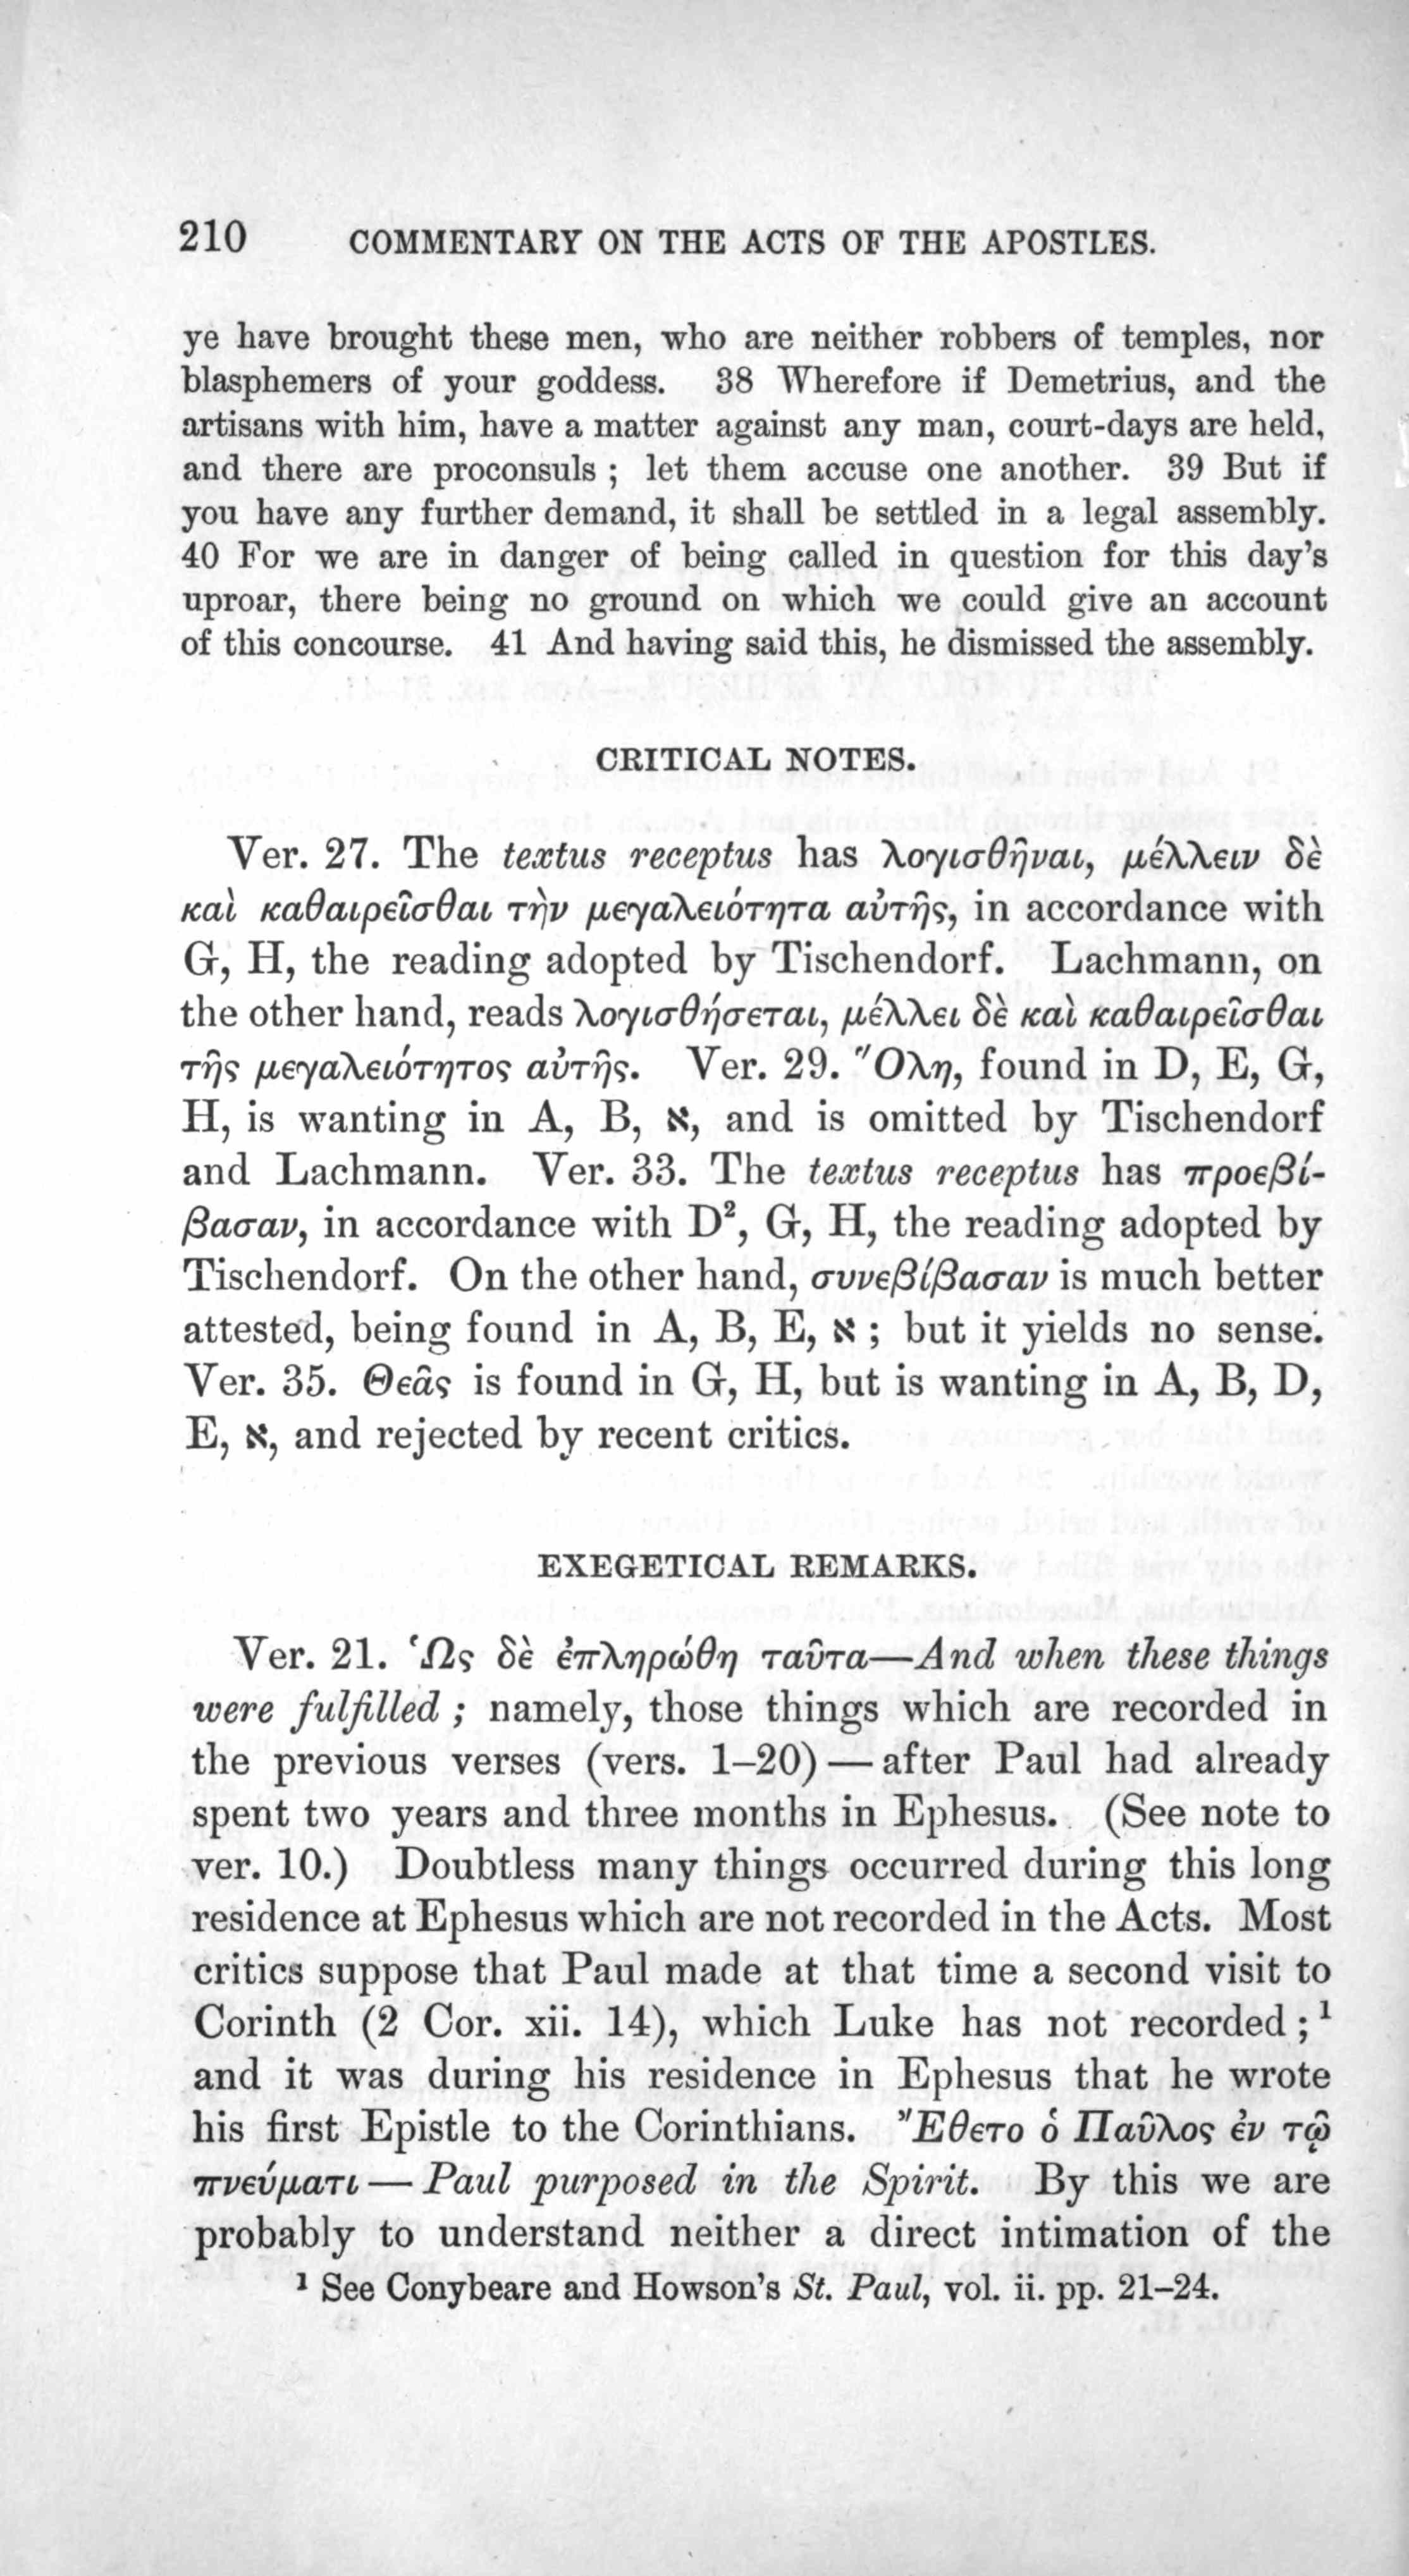 210 COMMENTARY ON THE ACTS OF THE APOSTLES.
ye have brought these men, who are neither robbers of temples, nor
blasphemers of your goddess. 38 Wherefore if Demetrius, and the
artisans with him, have a matter against any man, court-days are held,
and there are proconsuls ; let them accuse one another. 39 But if
you have any further demand, it shall be settled in a legal assembly.
40 For we are in danger of being called in question for this day's
uproar, there being no ground on which we could give an account
of this concourse. 41 And having said this, he dismissed the assembly.
CRITICAL NOTES.
Ver. 27. The textus receptus has λογισθῆναι, μέλλειν δὲ
καὶ καθαιρεῖσθαι τὴν μεγαλειότητα αὐτῆς, in accordance with
G, H, the reading adopted by Tischendorf. Lachmann, on
the other hand, reads λογισθήσεται, μέλλει δὲ καὶ καθαιρεῖσθαι
τῆς μεγαλειότητος αὐτῆς. Ver. 29. Ὅλη, found in D, E, G,
H, is wanting in A, B, א, and is omitted by Tischendorf
and Lachmann. Ver. 33. The textus receptus has προεβί-
βασαν, in accordance with D², G, H, the reading adopted by
Tischendorf. On the other hand, συνεβίβασαν is much better
attested, being found in A, B, E, א ; but it yields no sense.
Ver. 35. Θεᾶς is found in G, H, but is wanting in A, B, D,
E, א, and rejected by recent critics.
EXEGETICAL REMARKS.
Ver. 21. Ὡς δὲ ἐπληρώθη ταῦτα—And when these things
were fulfilled ; namely, those things which are recorded in
the previous verses (vers. 1–20) — after Paul had already
spent two years and three months in Ephesus. (See note to
ver. 10.) Doubtless many things occurred during this long
residence at Ephesus which are not recorded in the Acts. Most
critics suppose that Paul made at that time a second visit to
Corinth (2 Cor. xii. 14), which Luke has not recorded ; ¹
and it was during his residence in Ephesus that he wrote
his first Epistle to the Corinthians. Ἔθετο ὁ Παῦλος ἐν τῷ
πνεύματι — Paul purposed in the Spirit. By this we are
probably to understand neither a direct intimation of the
¹ See Conybeare and Howson's St. Paul, vol. ii. pp. 21–24.